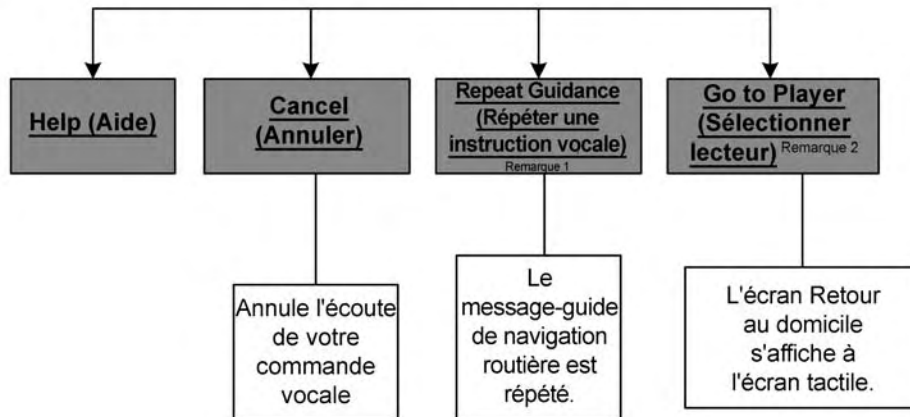 Help (Aide)
Cancel
(Annuler)
Repeat Guidance
(Répéter une
instruction vocale)
Remarque 1
Go to Player
(Sélectionner
lecteur) Remarque 2
Annule l'écoute
de votre
commande
vocale
Le
message-guide
de navigation
routière est
répété.
L'écran Retour
au domicile
s'affiche à
l'écran tactile.